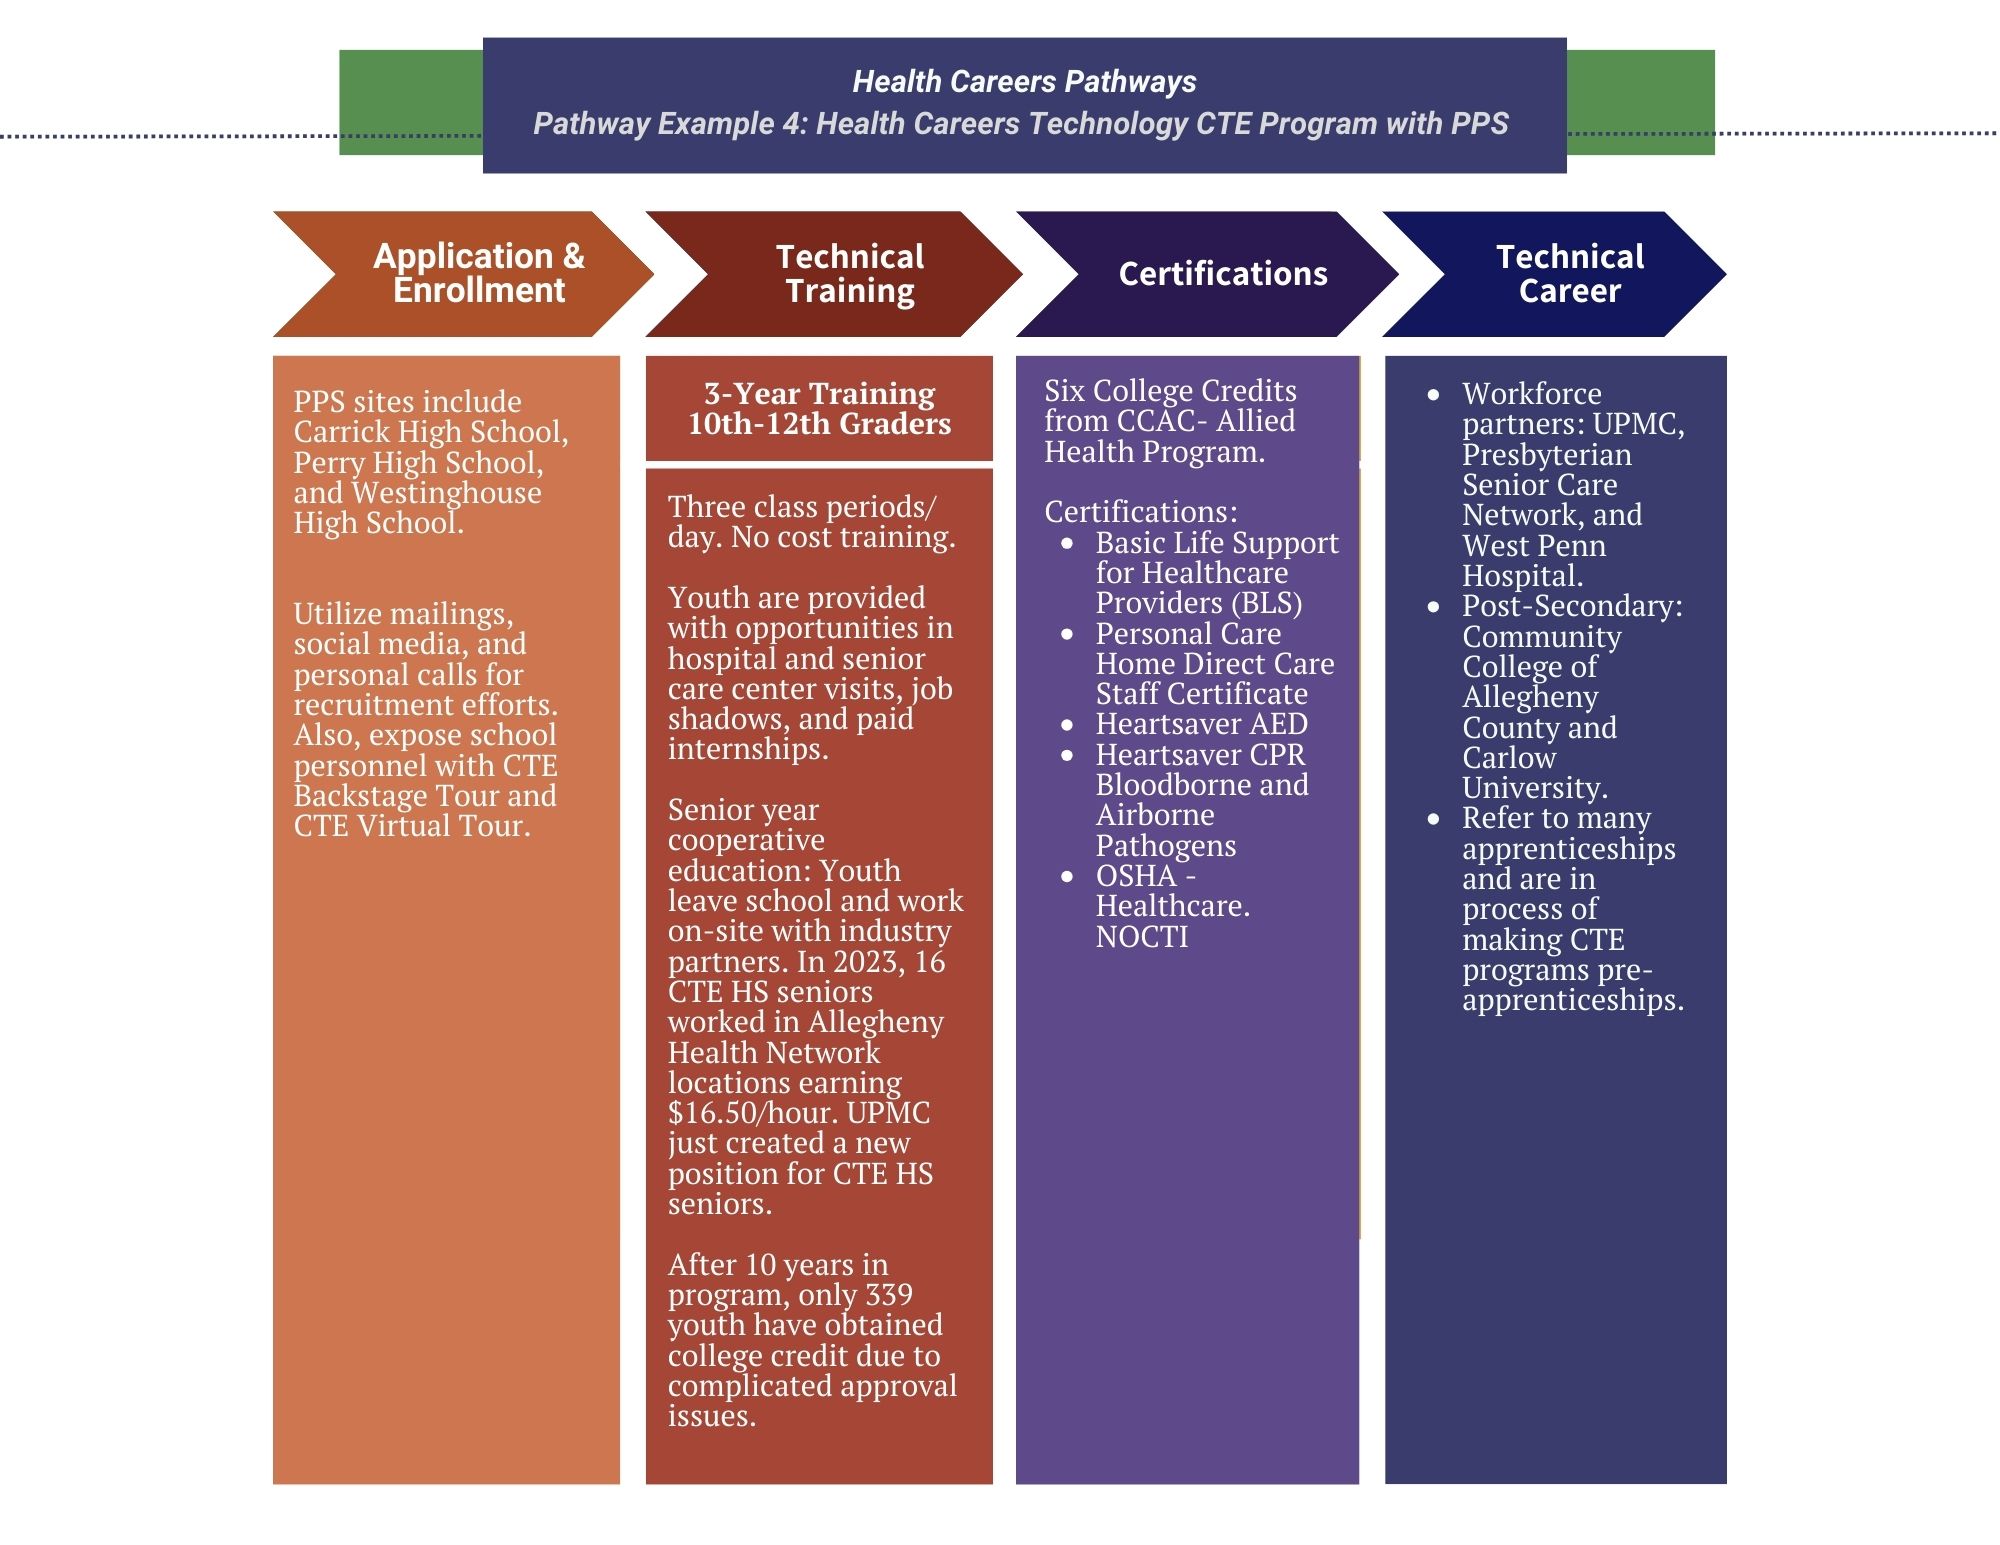 Health Careers Pathways
Pathway Example 4: Health Careers Technology CTE Program with PPS
Application &
Enrollment
PPS sites include
Carrick High School,
Perry High School,
and Westinghouse
High School.
Utilize mailings,
social media, and
personal calls for
recruitment efforts.
Also, expose school
personnel with CTE
Backstage Tour and
CTE Virtual Tour.
Technical
Training
3-Year Training
10th-12th Graders
Three class periods/
day. No cost training.
Youth are provided
with opportunities in
hospital and senior
care center visits, job
shadows, and paid
internships.
Senior year
cooperative
education: Youth
leave school and work
on-site with industry
partners. In 2023, 16
CTE HS seniors
worked in Allegheny
Health Network
locations earning
$16.50/hour. UPMC
just created a new
position for CTE HS
seniors.
After 10 years in
program, only 339
youth have obtained
college credit due to
complicated approval
issues.
Certifications
Six College Credits
from CCAC- Allied
Health Program.
Certifications:
• Basic Life Support
for Healthcare
Providers (BLS)
• Personal Care
Home Direct Care
Staff Certificate
• Heartsaver AED
• Heartsaver CPR
Bloodborne and
Airborne
Pathogens
• OSHA -
Healthcare.
NOCTI
Technical
Career
• Workforce
partners: UPMC,
Presbyterian
Senior Care
Network, and
West Penn
Hospital.
• Post-Secondary:
Community
College of
Allegheny
County and
Carlow
University.
• Refer to many
apprenticeships
and are in
process of
making CTE
programs pre-
apprenticeships.